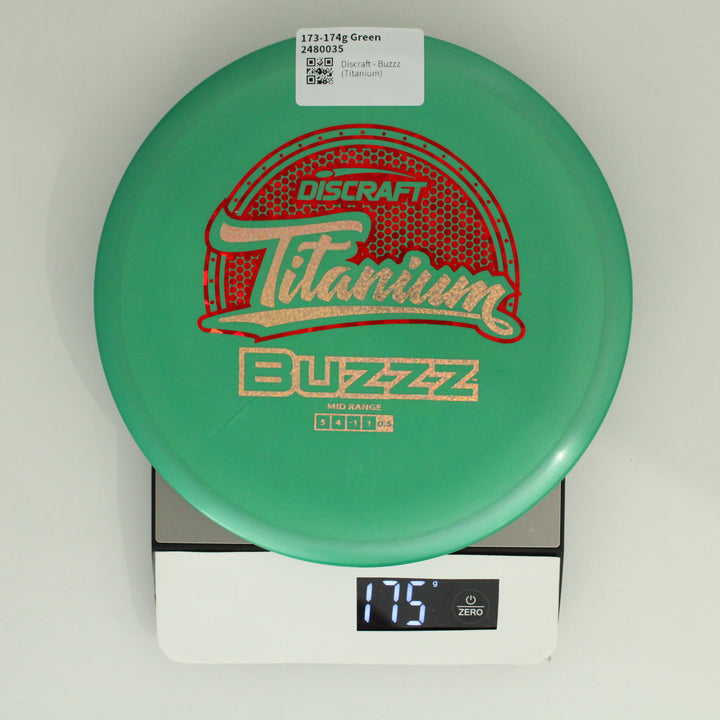 173-174g Green
2480035
Discraft - Buzzz
(Titanium)
DISCRAFT
Titanium
BUZZZ
MID RANGE
5 4 -1 1 0.5
175 g
ZERO